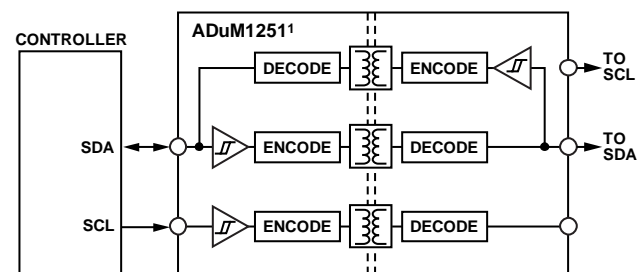 ADuM1251¹
CONTROLLER
DECODE
ENCODE
TO
SCL
SDA
ENCODE
DECODE
TO
SDA
SCL
ENCODE
DECODE